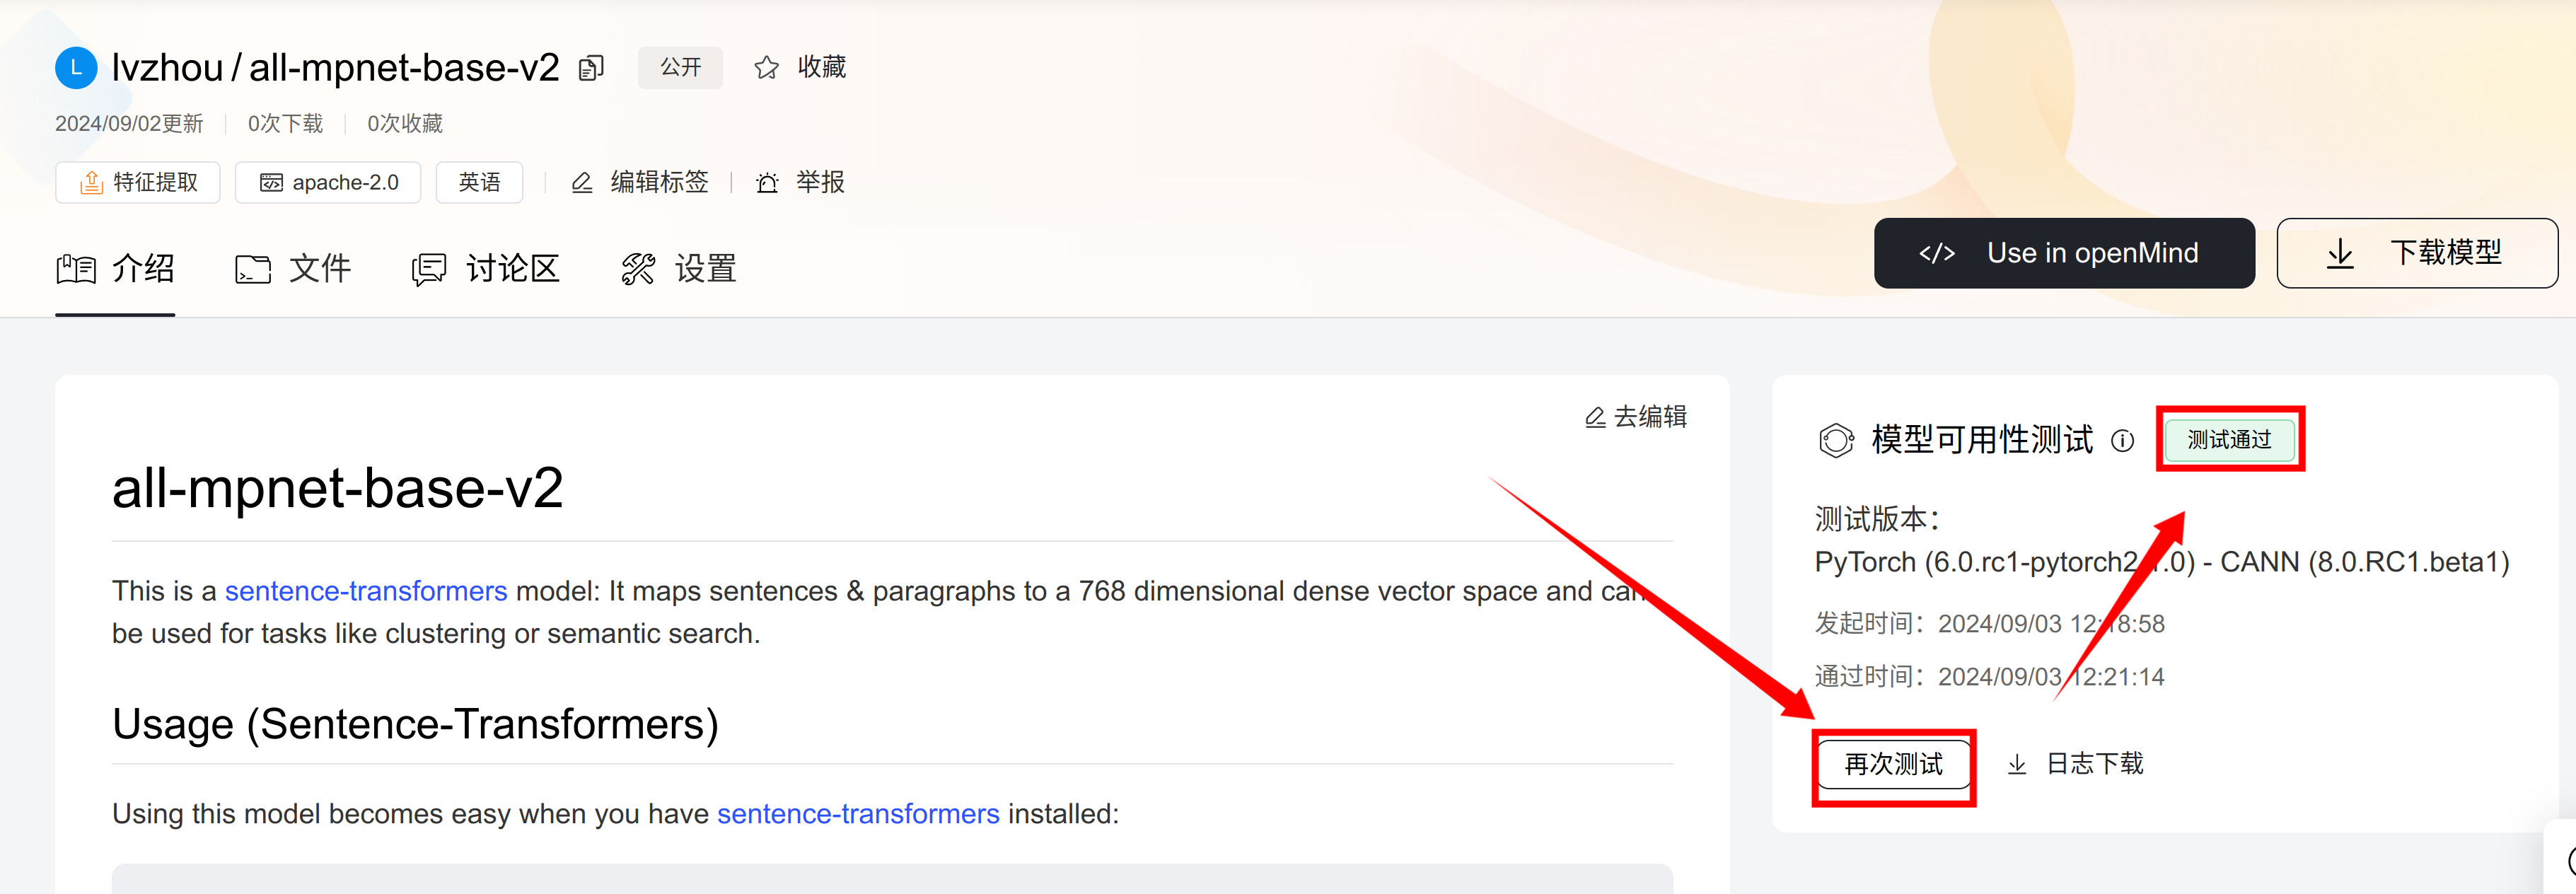 L lvzhou / all-mpnet-base-v2 公开 收藏
2024/09/02更新 0次下载 0次收藏
特征提取 apache-2.0 英语 编辑标签 举报
介绍 文件 讨论区 设置 </> Use in openMind 下载模型
去编辑
all-mpnet-base-v2
This is a sentence-transformers model: It maps sentences & paragraphs to a 768 dimensional dense vector space and can
be used for tasks like clustering or semantic search.
Usage (Sentence-Transformers)
Using this model becomes easy when you have sentence-transformers installed:
模型可用性测试 测试通过
测试版本：
PyTorch (6.0.rc1-pytorch2.1.0) - CANN (8.0.RC1.beta1)
发起时间：2024/09/03 12:18:58
通过时间：2024/09/03 12:21:14
再次测试 日志下载